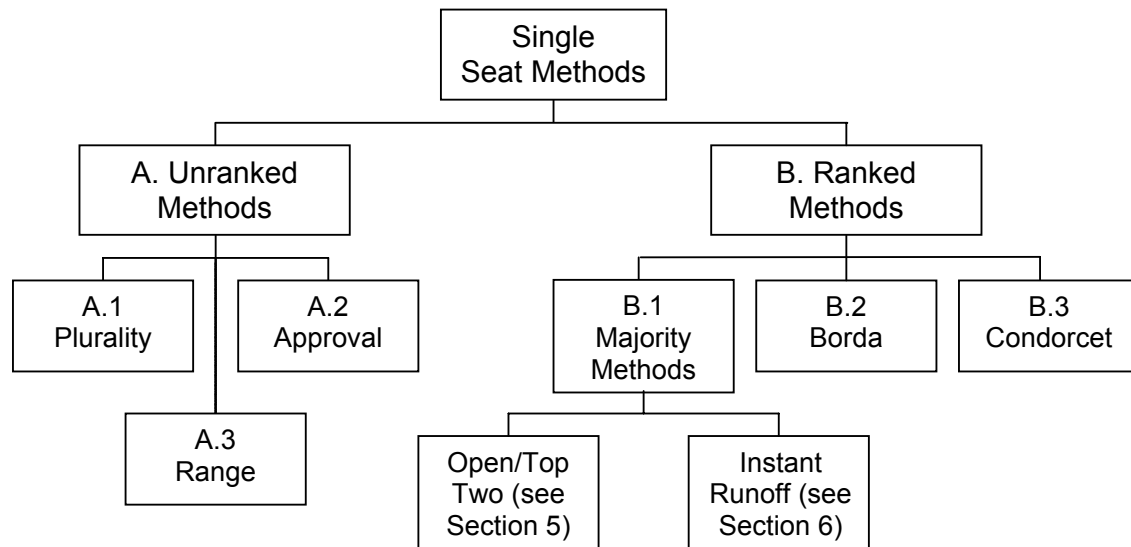 Single
Seat Methods
A. Unranked
Methods
B. Ranked
Methods
A.1
Plurality
A.2
Approval
A.3
Range
B.1
Majority
Methods
B.2
Borda
B.3
Condorcet
Open/Top
Two (see
Section 5)
Instant
Runoff (see
Section 6)